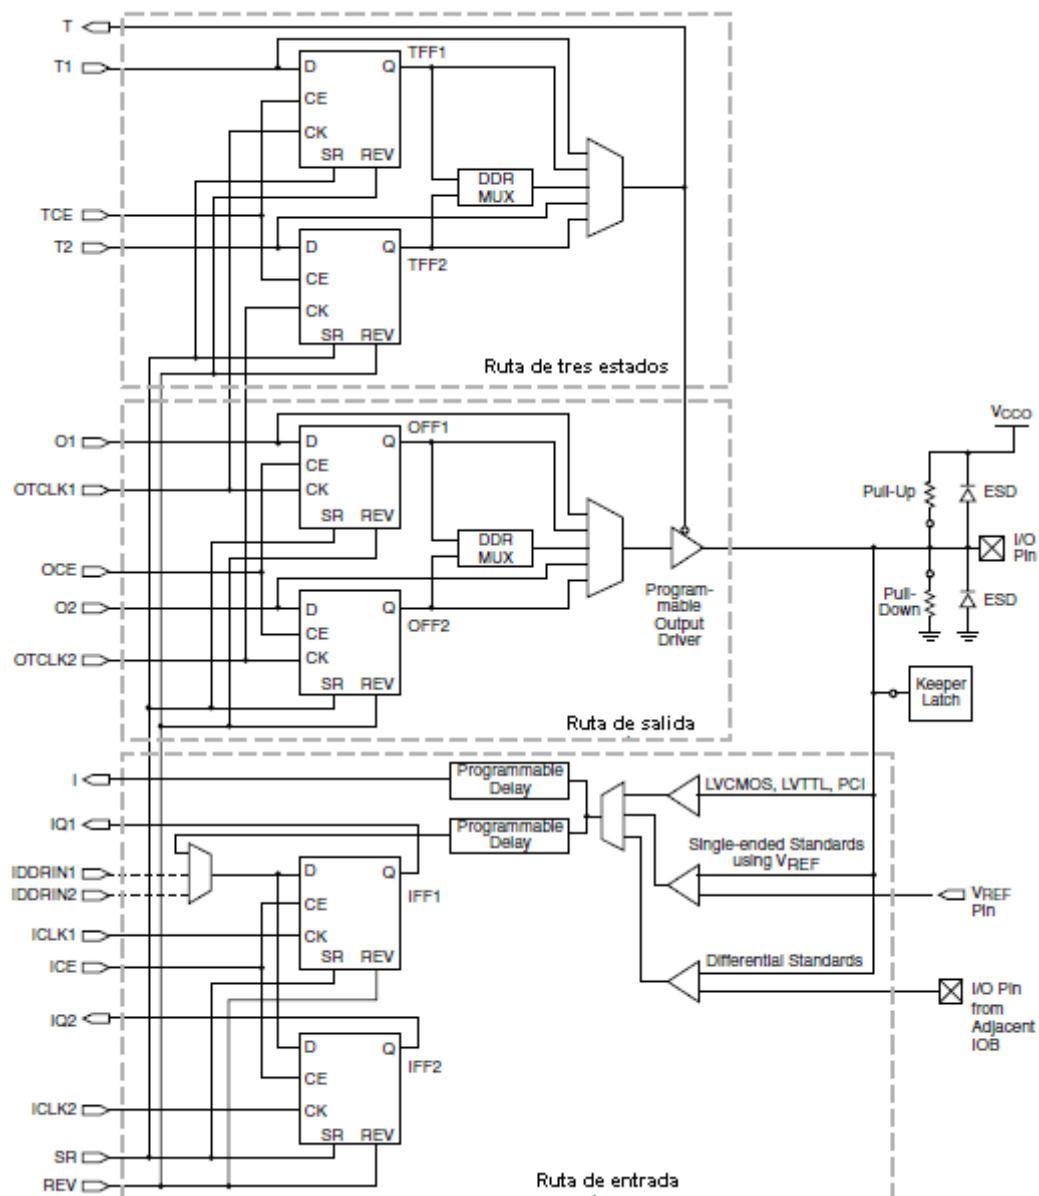 T
T1
TFF1
D
Q
CE
CK
SR REV
DDR
MUX
TCE
T2
D
Q
TFF2
CE
CK
SR REV
Ruta de tres estados
O1
OFF1
D
Q
CE
OTCLK1
CK
SR REV
DDR
MUX
OCE
O2
D
Q
OFF2
CE
OTCLK2
CK
SR REV
Program-
mable
Output
Driver
Ruta de salida
VCCO
Pull-Up
ESD
I/O
Pin
Pull-
Down
ESD
Keeper
Latch
I
Programmable
Delay
LVCMOS, LVTTL, PCI
IQ1
Programmable
Delay
Single-ended Standards
using VREF
IDDRIN1
IDDRIN2
D
Q
IFF1
CE
VREF
Pin
ICLK1
CK
ICE
SR REV
Differential Standards
I/O Pin
from
Adjacent
IOB
IQ2
D
Q
IFF2
CE
ICLK2
CK
SR REV
SR
REV
Ruta de entrada